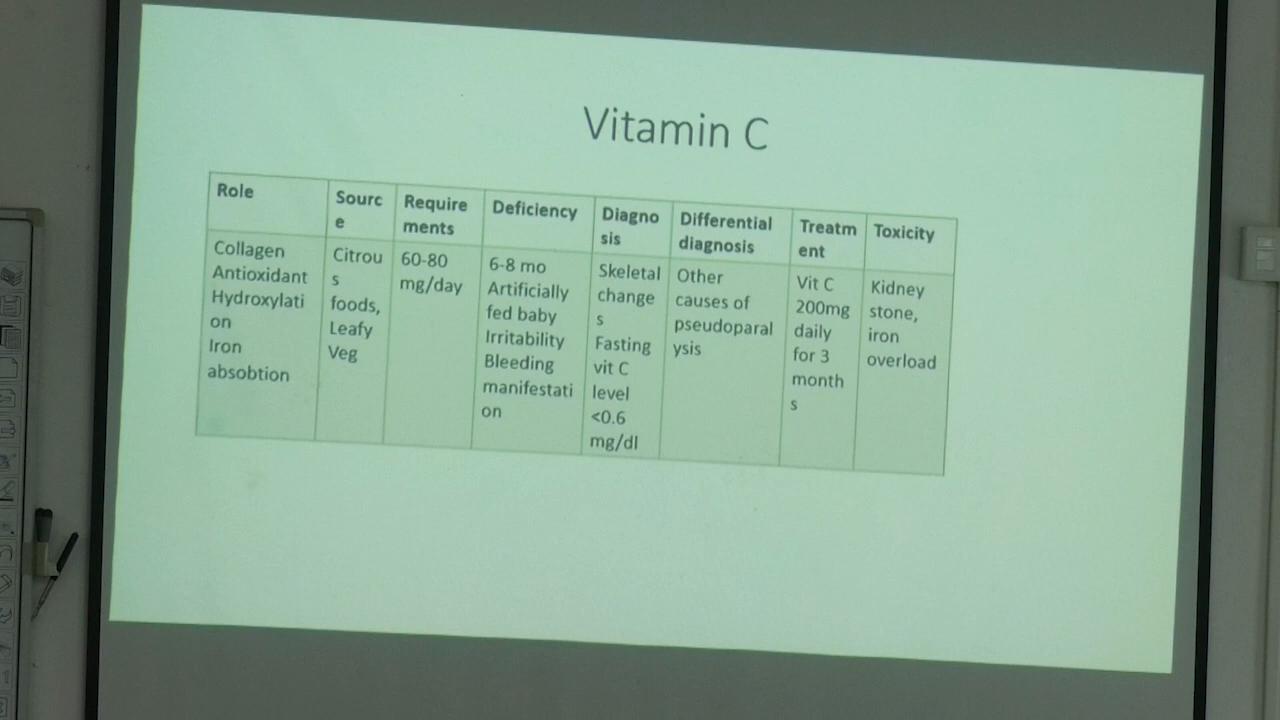 Vitamin C
Role
Sourc
e
Require
ments
Deficiency
Diagno
sis
Differential
diagnosis
Treatm
ent
Toxicity
Collagen
Antioxidant
Hydroxylati
on
Iron
absobtion
Citrou
s
foods,
Leafy
Veg
60-80
mg/day
6-8 mo
Artificially
fed baby
Irritability
Bleeding
manifestati
on
Skeletal
change
s
Fasting
vit C
level
<0.6
mg/dl
Other
causes of
pseudoparal
ysis
Vit C
200mg
daily
for 3
month
s
Kidney
stone,
iron
overload